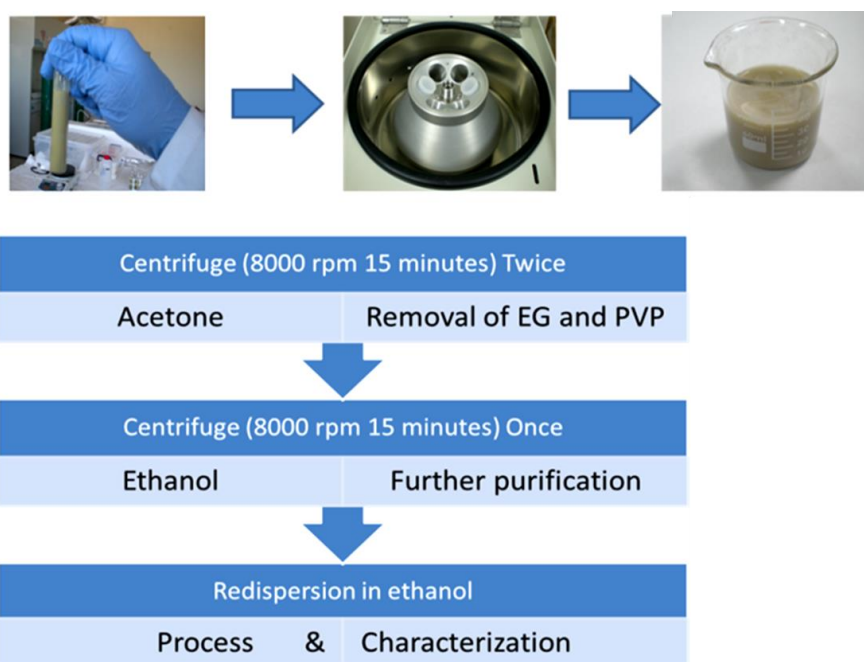 Centrifuge (8000 rpm 15 minutes) Twice
Acetone
Removal of EG and PVP
Centrifuge (8000 rpm 15 minutes) Once
Ethanol
Further purification
Redispersion in ethanol
Process & Characterization